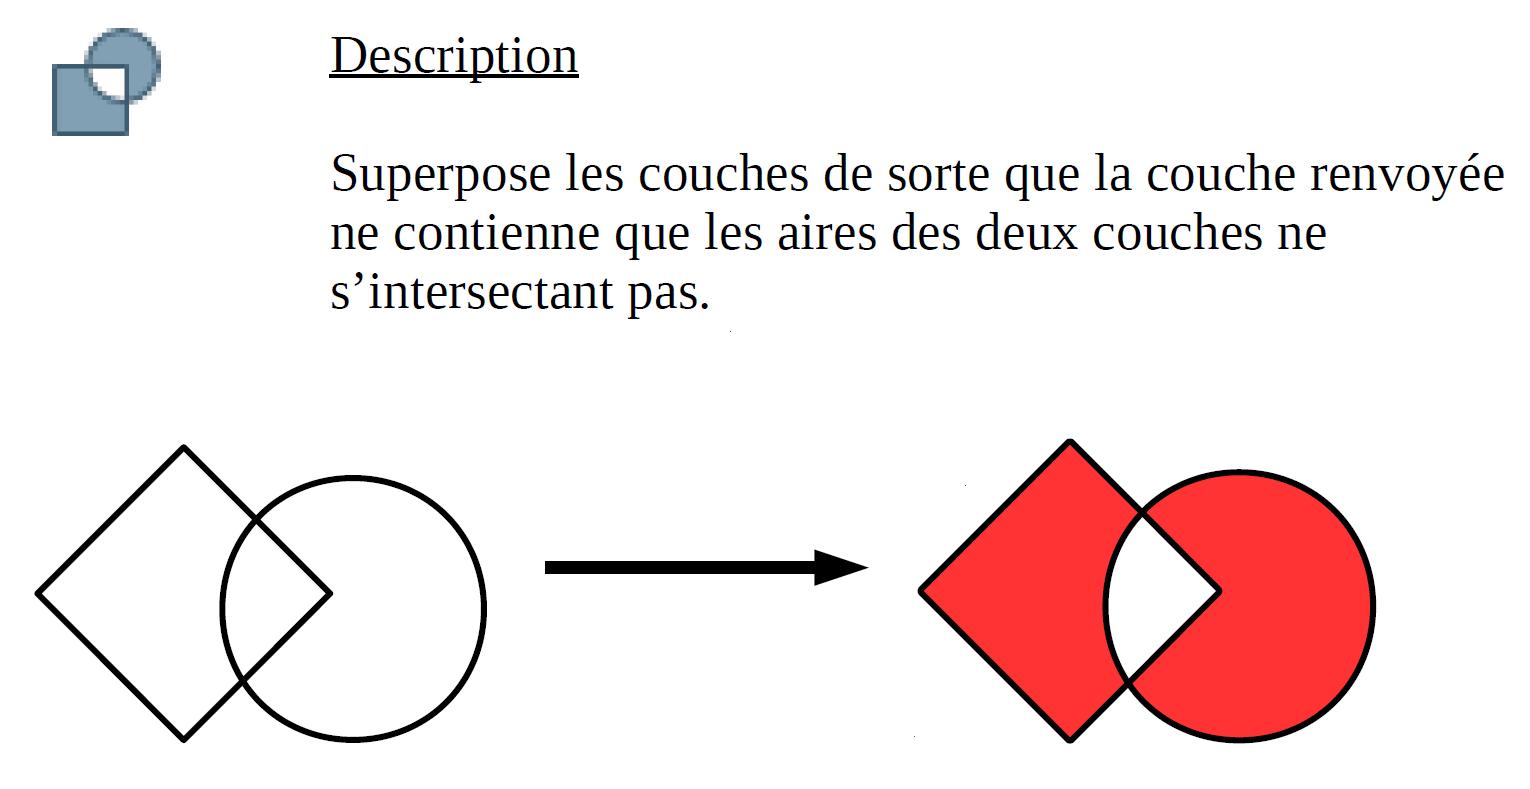 Description
Superpose les couches de sorte que la couche renvoyée
ne contienne que les aires des deux couches ne
s’intersectant pas.